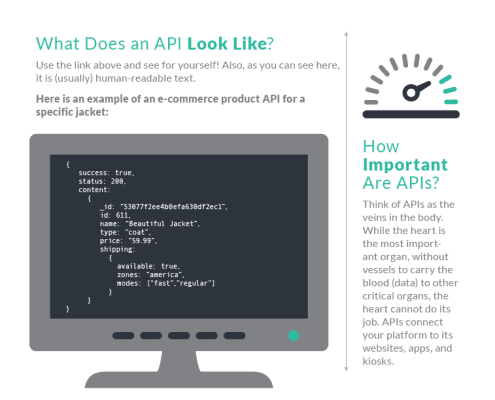 What Does an API Look Like?
Use the link above and see for yourself! Also, as you can see here,
it is (usually) human-readable text.
Here is an example of an e-commerce product API for a
specific jacket:
{
success: true,
status: 200,
content:
{
_id: "53077f2ee4b0efa630df2ec1",
id: 611,
name: "Beautiful Jacket",
type: "coat",
price: "59.99",
shipping:
{
available: true,
zones: "america",
modes: ["fast","regular"]
}
}
}
How
Important
Are APIs?
Think of APIs as the
veins in the body.
While the heart is
the most import-
ant organ, without
vessels to carry the
blood (data) to other
critical organs, the
heart cannot do its
job. APIs connect
your platform to its
websites, apps, and
kiosks.